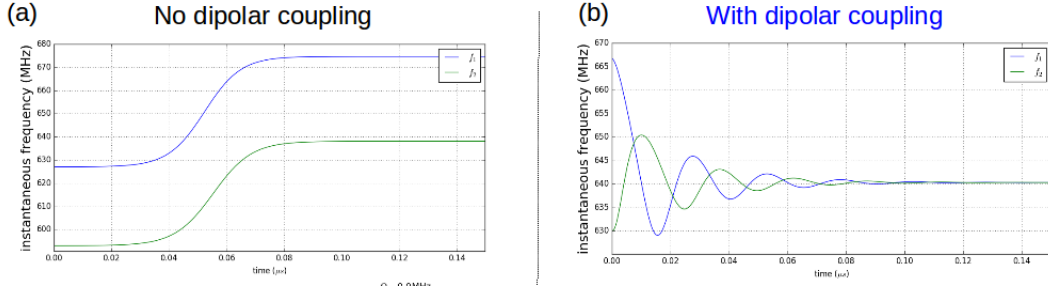 (a) No dipolar coupling
680
670
660
650
640
630
620
610
600
0.00 0.02 0.04 0.06 0.08 0.10 0.12 0.14
instantaneous frequency (MHz)
time (μs)
f₁
f₂
(b) With dipolar coupling
670
665
660
655
650
645
640
635
630
0.00 0.02 0.04 0.06 0.08 0.10 0.12 0.14
instantaneous frequency (MHz)
time (μs)
f₁
f₂